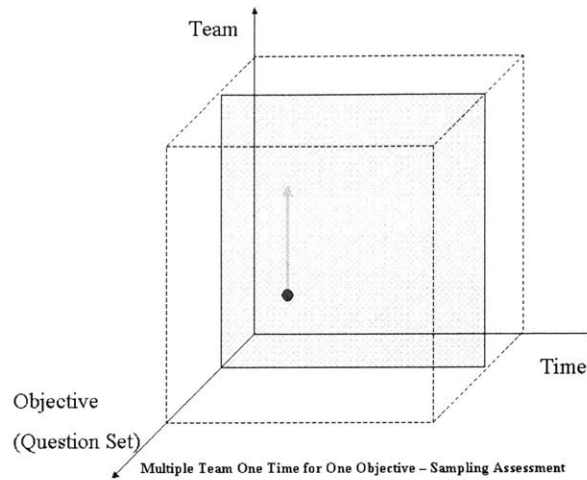 Team
Time
Objective
(Question Set)
Multiple Team One Time for One Objective – Sampling Assessment